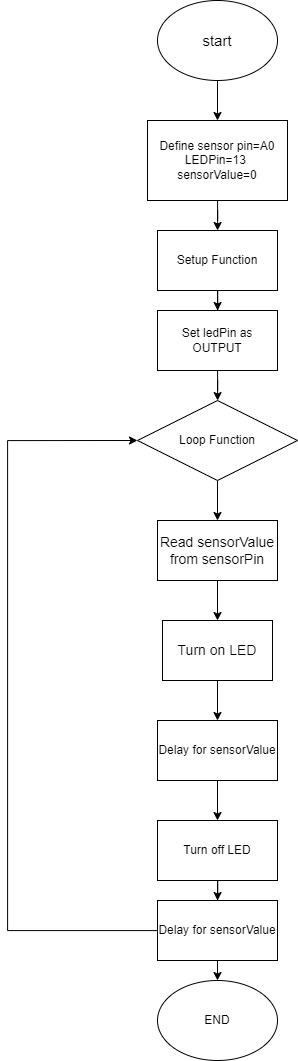 start
Define sensor pin=A0
LEDPin=13
sensorValue=0
Setup Function
Set ledPin as
OUTPUT
Loop Function
Read sensorValue
from sensorPin
Turn on LED
Delay for sensorValue
Turn off LED
Delay for sensorValue
END